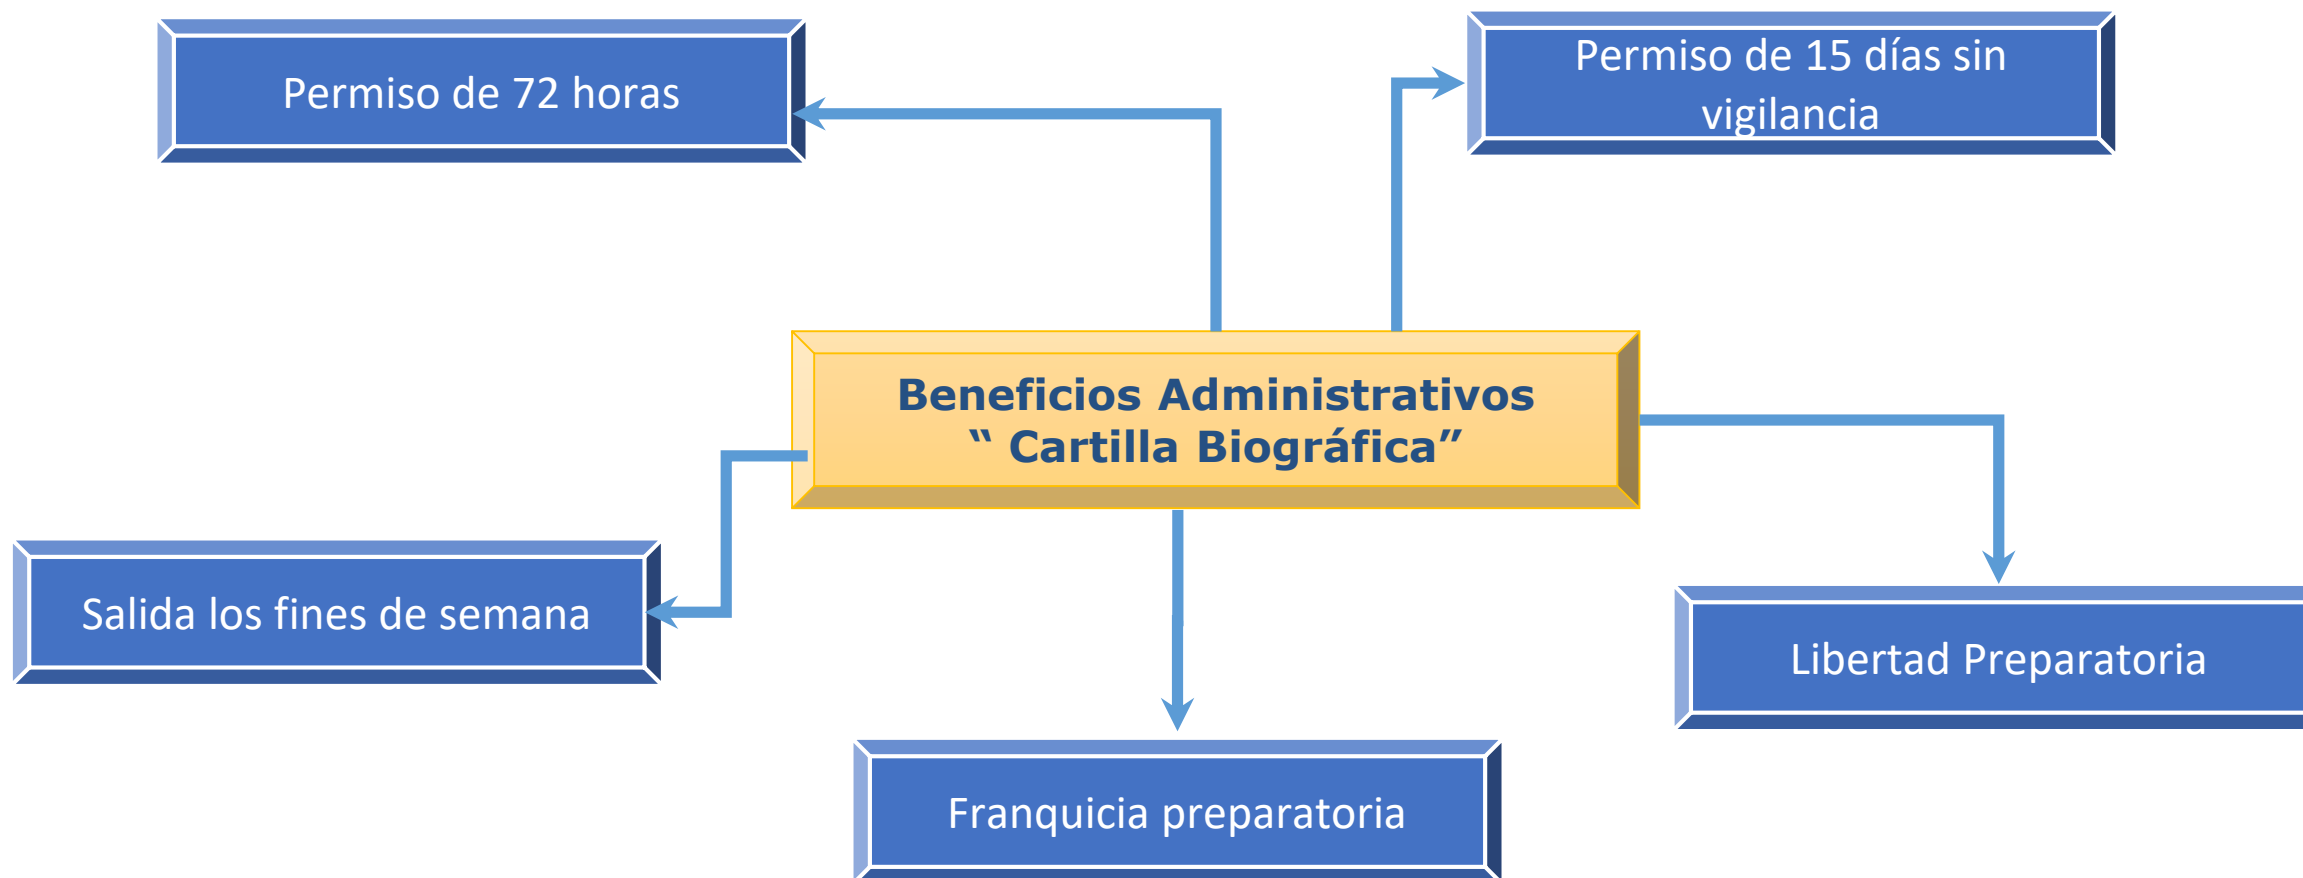 Permiso de 72 horas
Permiso de 15 días sin
vigilancia
Beneficios Administrativos
“ Cartilla Biográfica”
Salida los fines de semana
Libertad Preparatoria
Franquicia preparatoria